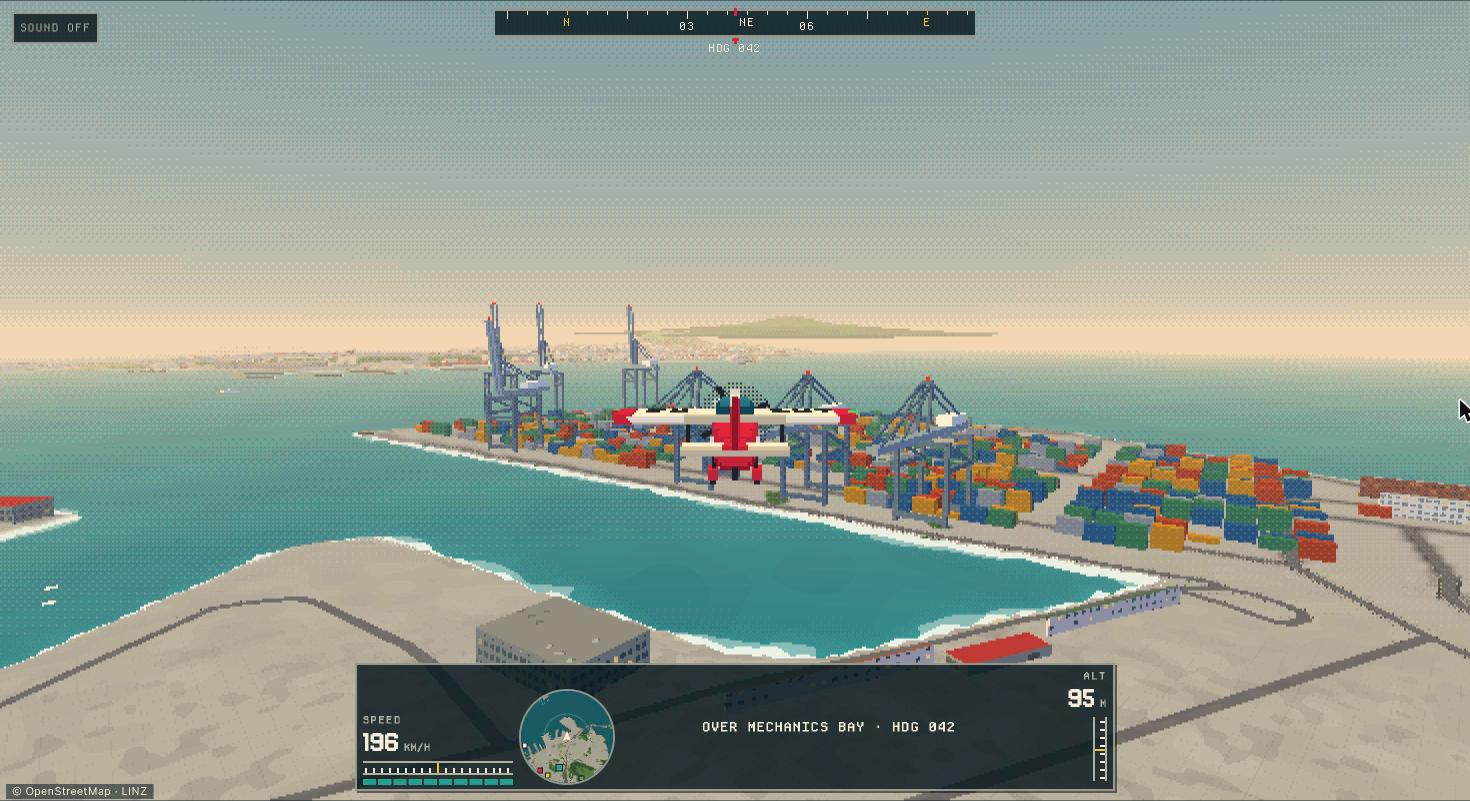 SOUND OFF
N 03 NE 06 E
HDG 042
SPEED
196 KM/H
OVER MECHANICS BAY · HDG 042
ALT
95 M
© OpenStreetMap · LINZ